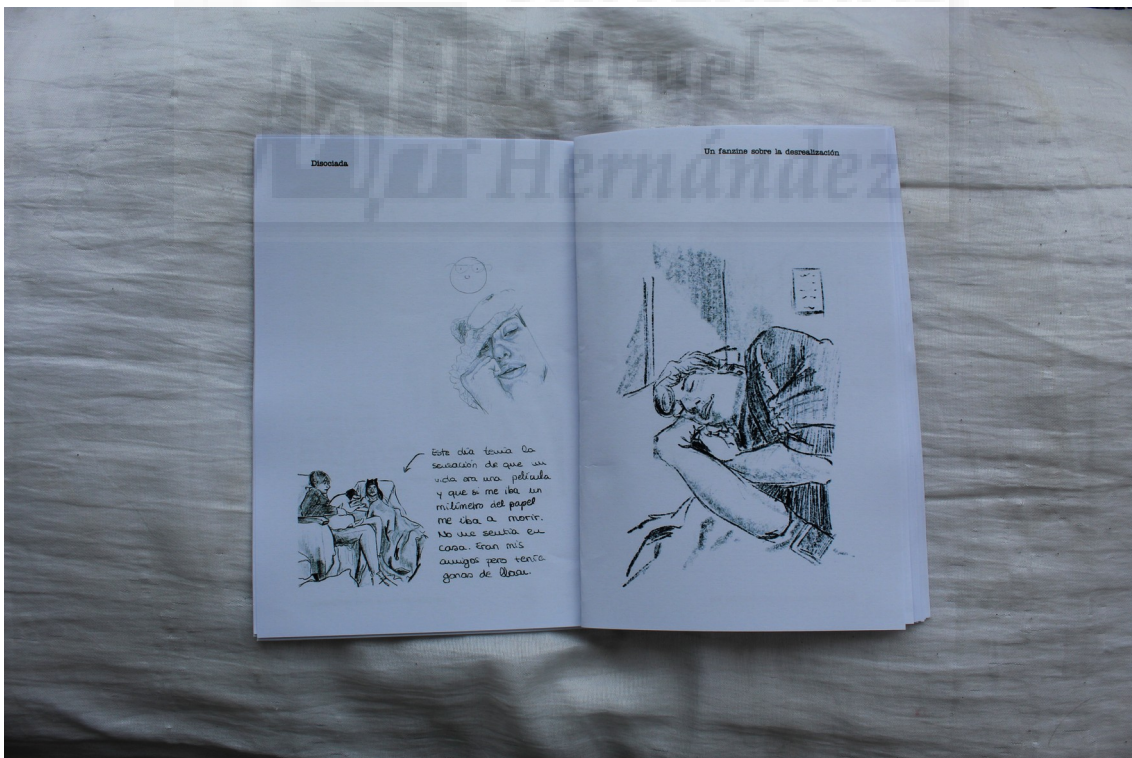 Miguel
Hernández
Disociada
Un fanzine sobre la desrealización
Este día tenía la
sensación de que mi
vida era una película
y que si me iba un
milímetro del papel
me iba a morir.
No me sentía en
casa. Eran mis
amigos pero tenía
ganas de llorar.